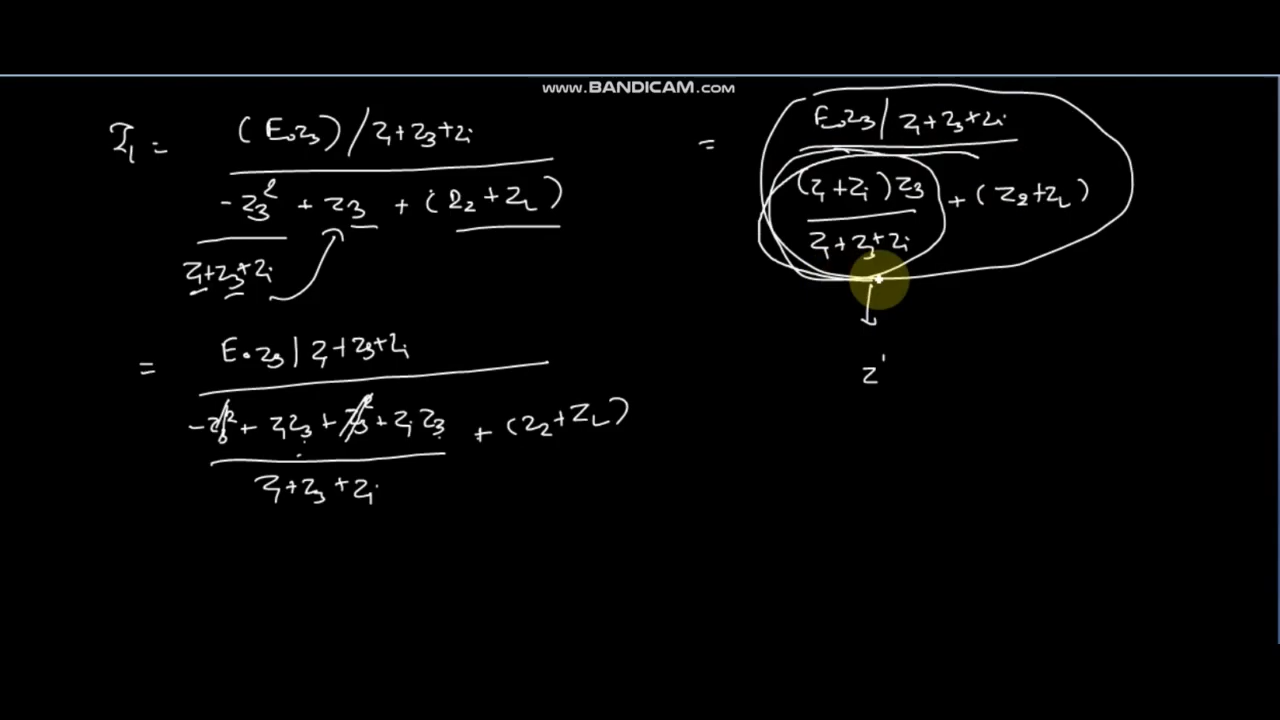 www.BANDICAM.com
I₁ = (E₀z₃) / z₁+z₃+zᵢ
-z₃² + z₃ + (z₂+z_L)
z₁+z₃+zᵢ
= E₀z₃ | z₁+z₃+zᵢ
-z₃² + z₁z₃ + z₃² + zᵢz₃ + (z₂+z_L)
z₁+z₃+zᵢ
= E₀z₃ | z₁+z₃+zᵢ
(z₁+zᵢ)z₃ + (z₂+z_L)
z₁+z₃+zᵢ
z'